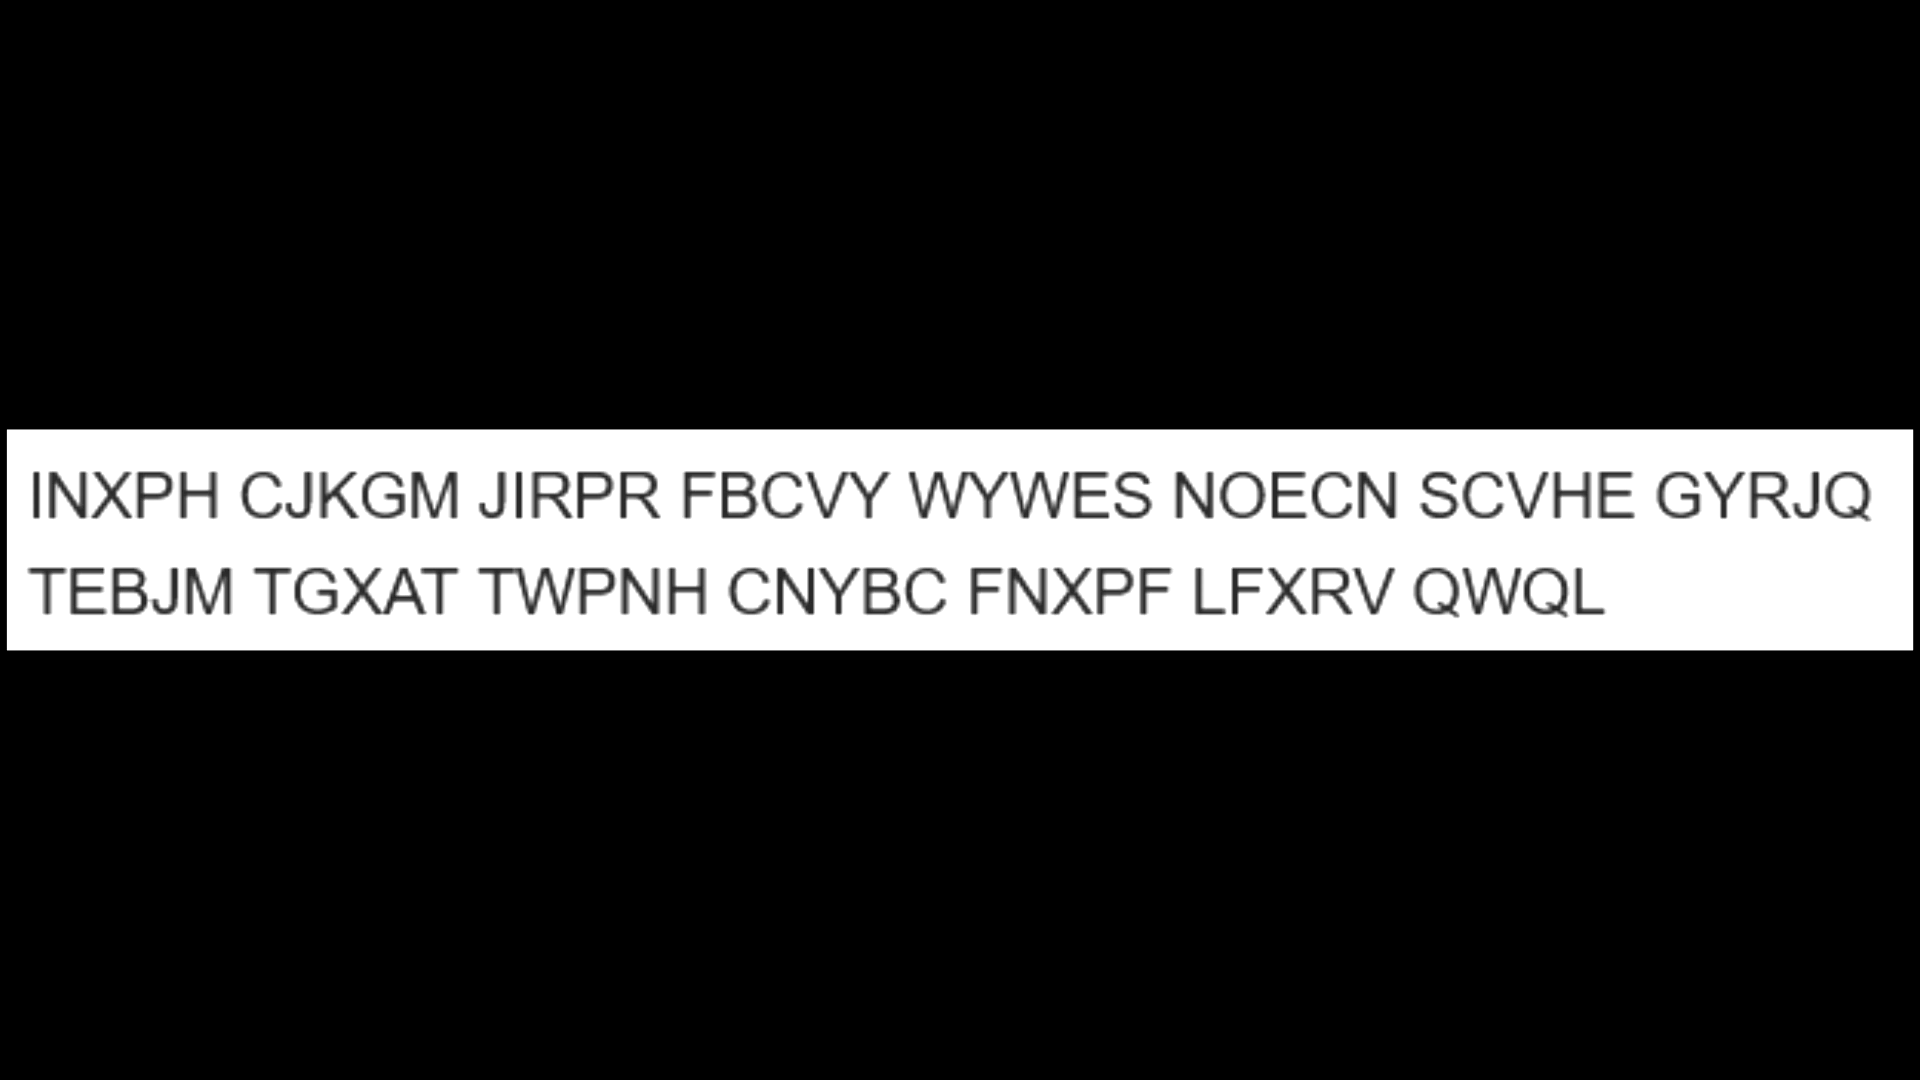 INXPH CJKGM JIRPR FBCVY WYWES NOECN SCVHE GYRJQ
TEBJM TGXAT TWPNH CNYBC FNXPF LFXRV QWQL